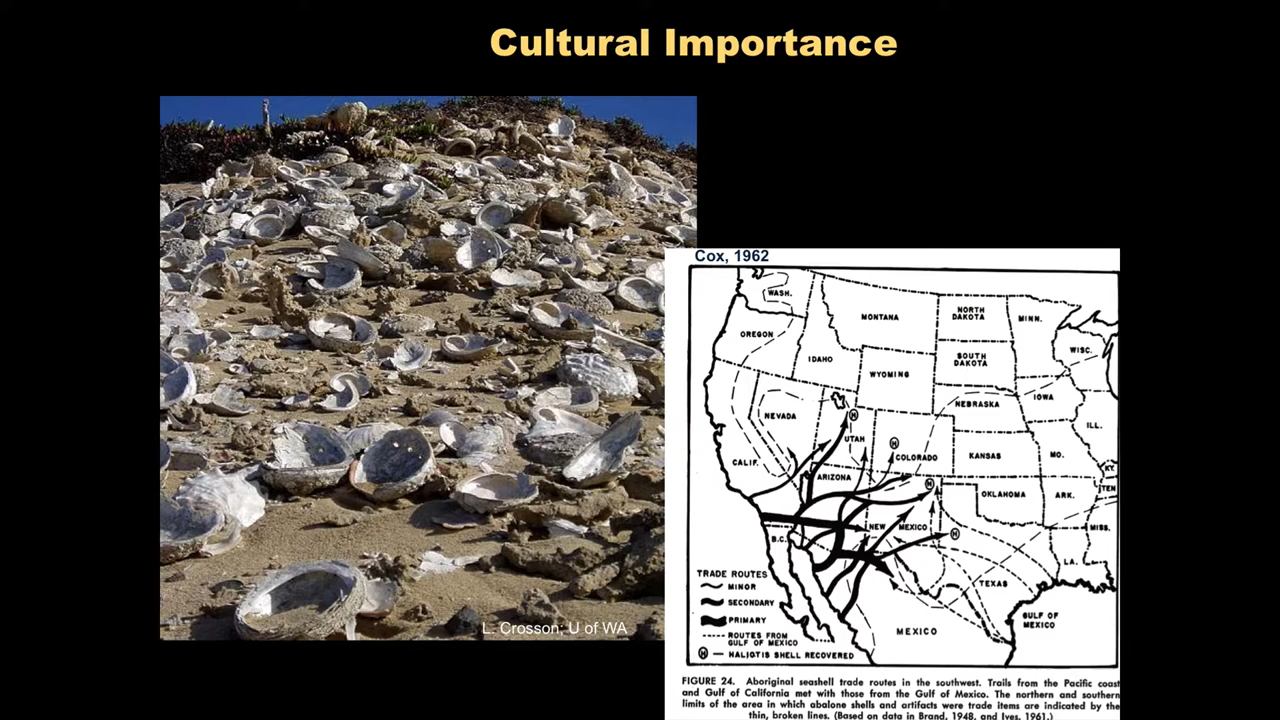 Cultural Importance
L. Crosson; U of WA
Cox, 1962
WASH.
MONTANA
NORTH
DAKOTA
MINN.
OREGON
IDAHO
WISC.
SOUTH
DAKOTA
WYOMING
NEVADA
NEBRASKA
IOWA
UTAH
ILL.
CALIF.
COLORADO
KANSAS
MO.
KY.
ARIZONA
OKLAHOMA
ARK.
TEN
B.C.
NEW MEXICO
MISS.
LA.
TEXAS
MEXICO
GULF OF
MEXICO
H
H
H
H
TRADE ROUTES
MINOR
SECONDARY
PRIMARY
ROUTES FROM
GULF OF MEXICO
H — HALIOTIS SHELL RECOVERED
FIGURE 24. Aboriginal seashell trade routes in the southwest. Trails from the Pacific coast
and Gulf of California met with those from the Gulf of Mexico. The northern and southern
limits of the area in which abalone shells and artifacts were trade items are indicated by the
thin, broken lines. (Based on data in Brand, 1948, and Ives, 1961.)